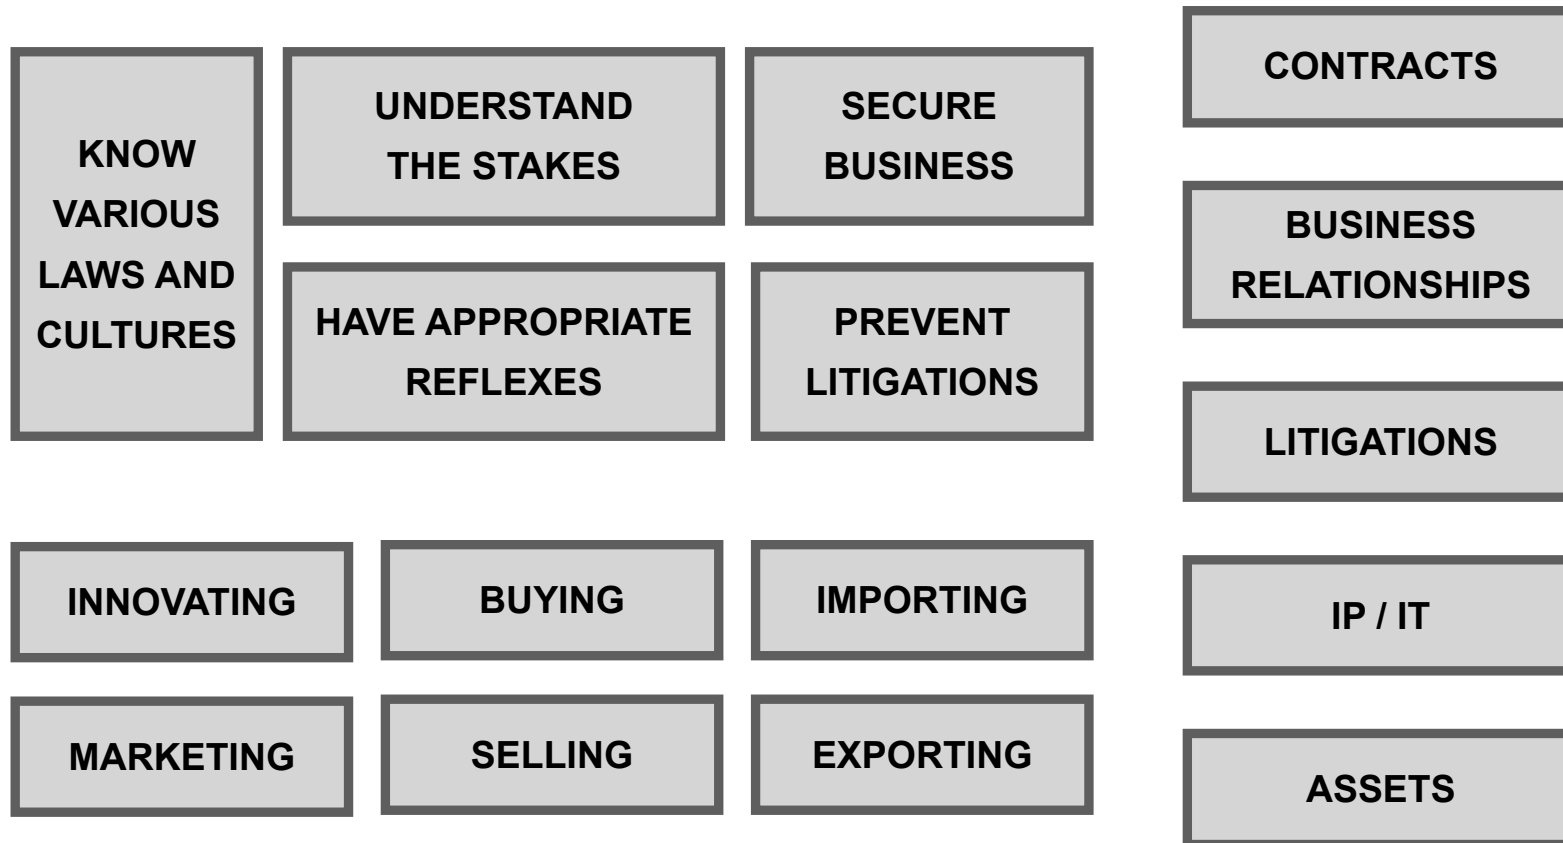 KNOW
VARIOUS
LAWS AND
CULTURES
UNDERSTAND
THE STAKES
SECURE
BUSINESS
HAVE APPROPRIATE
REFLEXES
PREVENT
LITIGATIONS
INNOVATING
BUYING
IMPORTING
MARKETING
SELLING
EXPORTING
CONTRACTS
BUSINESS
RELATIONSHIPS
LITIGATIONS
IP / IT
ASSETS